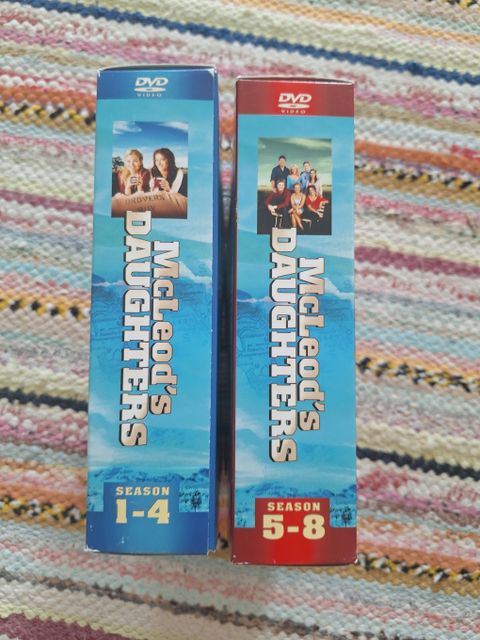 DVD
VIDEO
DROVERS
McLeod's
DAUGHTERS
SEASON
1-4
DVD
VIDEO
McLeod's
DAUGHTERS
SEASON
5-8